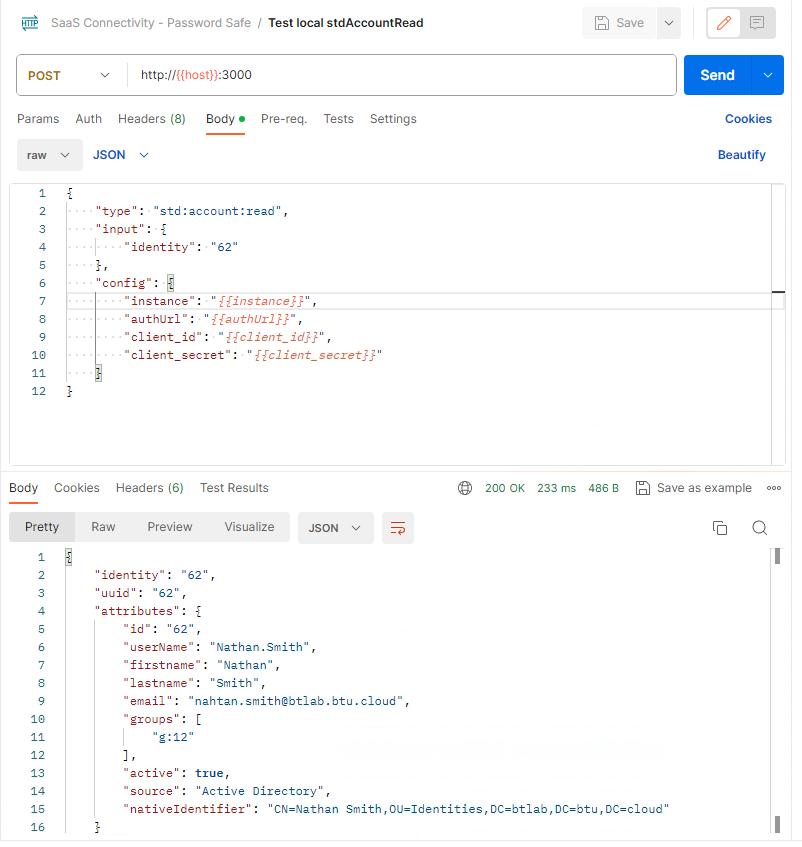 HTTP SaaS Connectivity - Password Safe / Test local stdAccountRead Save
POST http://{{host}}:3000 Send
Params Auth Headers (8) Body Pre-req. Tests Settings Cookies
raw JSON Beautify
1 {
2 "type": "std:account:read",
3 "input": {
4 "identity": "62"
5 },
6 "config": {
7 "instance": "{{instance}}",
8 "authUrl": "{{authUrl}}",
9 "client_id": "{{client_id}}",
10 "client_secret": "{{client_secret}}"
11 }
12 }
Body Cookies Headers (6) Test Results 200 OK 233 ms 486 B Save as example
Pretty Raw Preview Visualize JSON
1 {
2 "identity": "62",
3 "uuid": "62",
4 "attributes": {
5 "id": "62",
6 "userName": "Nathan.Smith",
7 "firstname": "Nathan",
8 "lastname": "Smith",
9 "email": "nahtan.smith@btlab.btu.cloud",
10 "groups": [
11 "g:12"
12 ],
13 "active": true,
14 "source": "Active Directory",
15 "nativeIdentifier": "CN=Nathan Smith,OU=Identities,DC=btlab,DC=btu,DC=cloud"
16 }